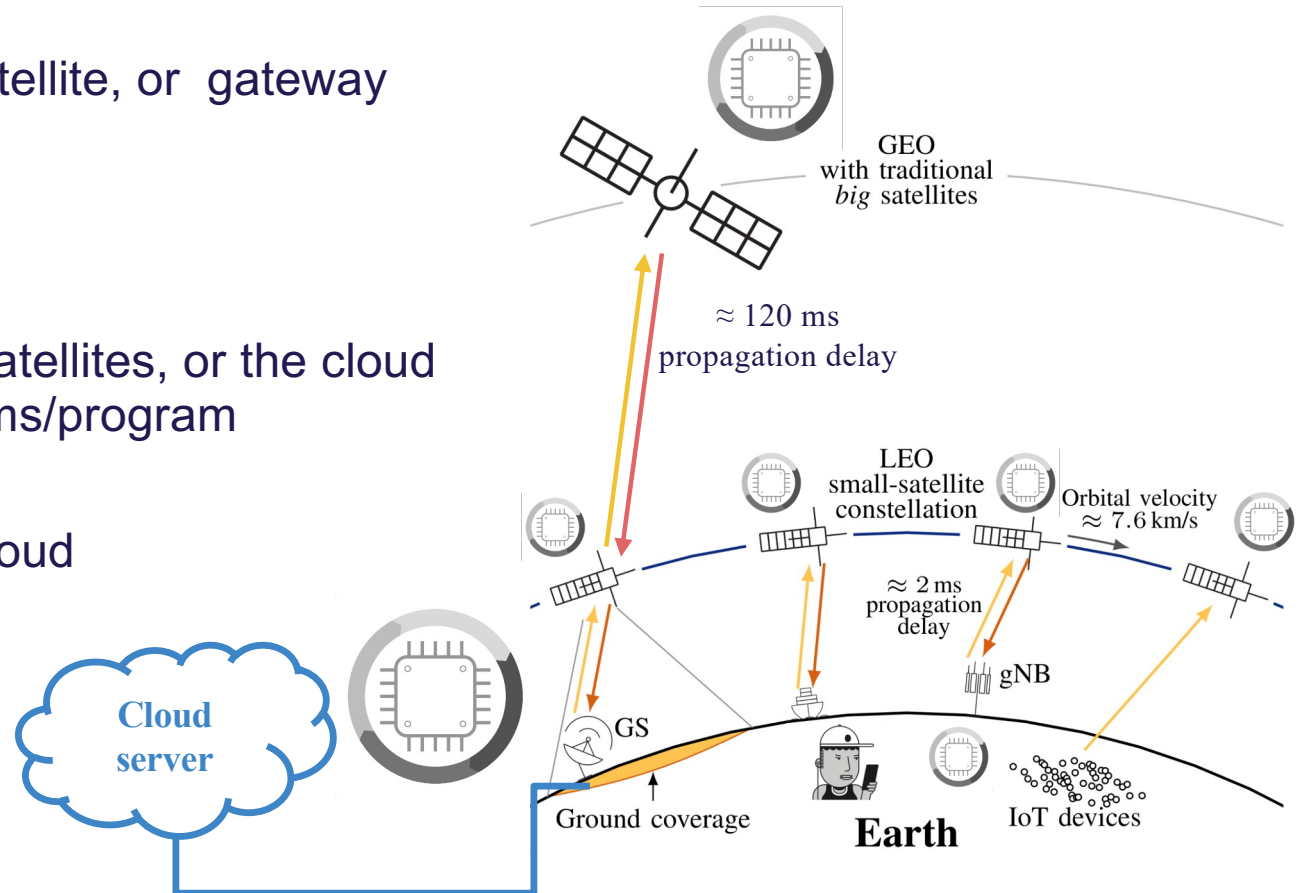 tellite, or gateway
atellites, or the cloud
ms/program
oud
GEO
with traditional
big satellites
≈ 120 ms
propagation delay
LEO
small-satellite
constellation
Orbital velocity
≈ 7.6 km/s
≈ 2 ms
propagation
delay
gNB
GS
Cloud
server
Ground coverage
Earth
IoT devices